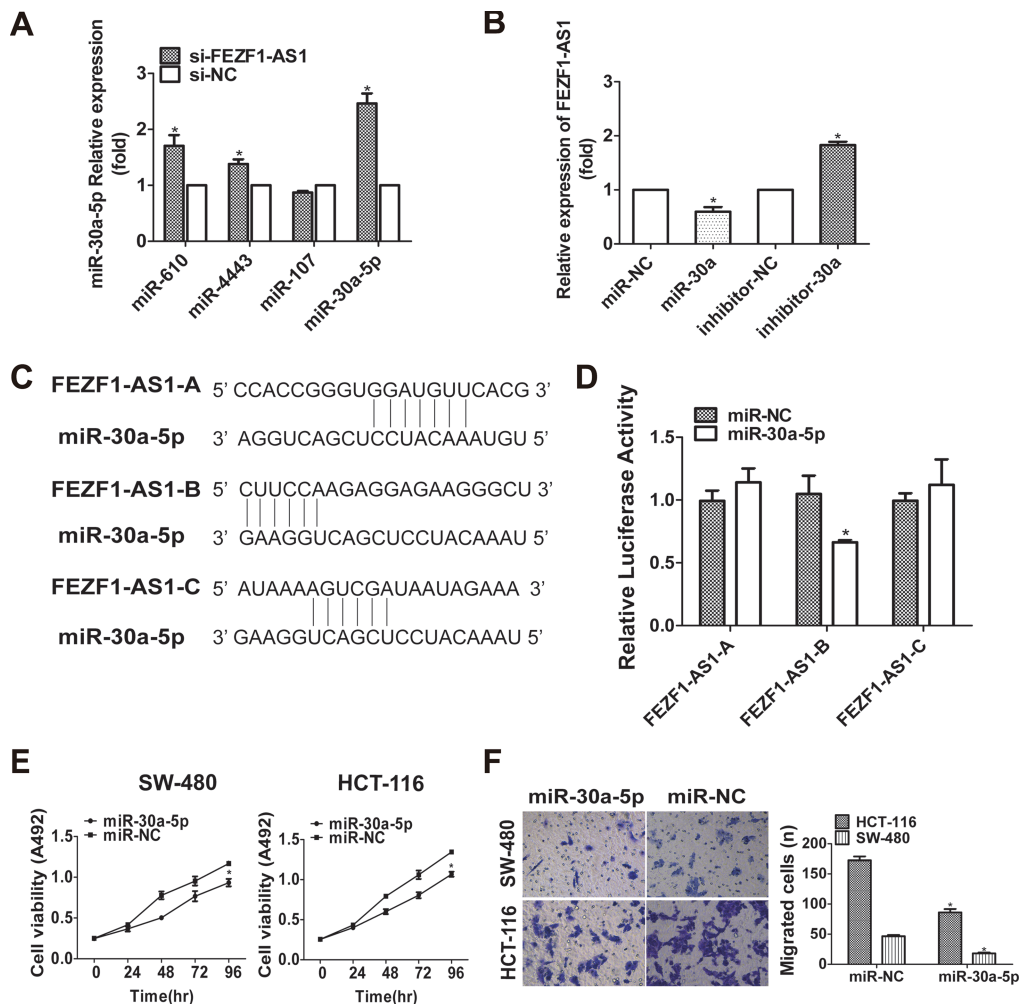 A
miR-30a-5p Relative expression
(fold)
si-FEZF1-AS1
si-NC
3
2
1
0
*
*
*
miR-610
miR-4443
miR-107
miR-30a-5p
B
Relative expression of FEZF1-AS1
(fold)
3
2
1
0
*
*
miR-NC
miR-30a
inhibitor-NC
inhibitor-30a
C
FEZF1-AS1-A 5’ CCACCGGGUGGAUGUUCACG 3’
miR-30a-5p 3’ AGGUCAGCUCCUACAAAUGU 5’
FEZF1-AS1-B 5’ CUUCCAAGAGGAGAAGGGCU 3’
miR-30a-5p 3’ GAAGGUCAGCUCCUACAAAU 5’
FEZF1-AS1-C 5’ AUAAAAGUCGAUAAUAGAAA 3’
miR-30a-5p 3’ GAAGGUCAGCUCCUACAAAU 5’
D
Relative Luciferase Activity
miR-NC
miR-30a-5p
1.5
1.0
0.5
0.0
*
FEZF1-AS1-A
FEZF1-AS1-B
FEZF1-AS1-C
E
SW-480
Cell viability (A492)
miR-30a-5p
miR-NC
1.5
1.0
0.5
0.0
*
0 24 48 72 96
Time(hr)
HCT-116
Cell viability (A492)
miR-30a-5p
miR-NC
1.5
1.0
0.5
0.0
*
0 24 48 72 96
Time(hr)
F
miR-30a-5p miR-NC
SW-480
HCT-116
Migrated cells (n)
HCT-116
SW-480
200
150
100
50
0
*
*
miR-NC miR-30a-5p